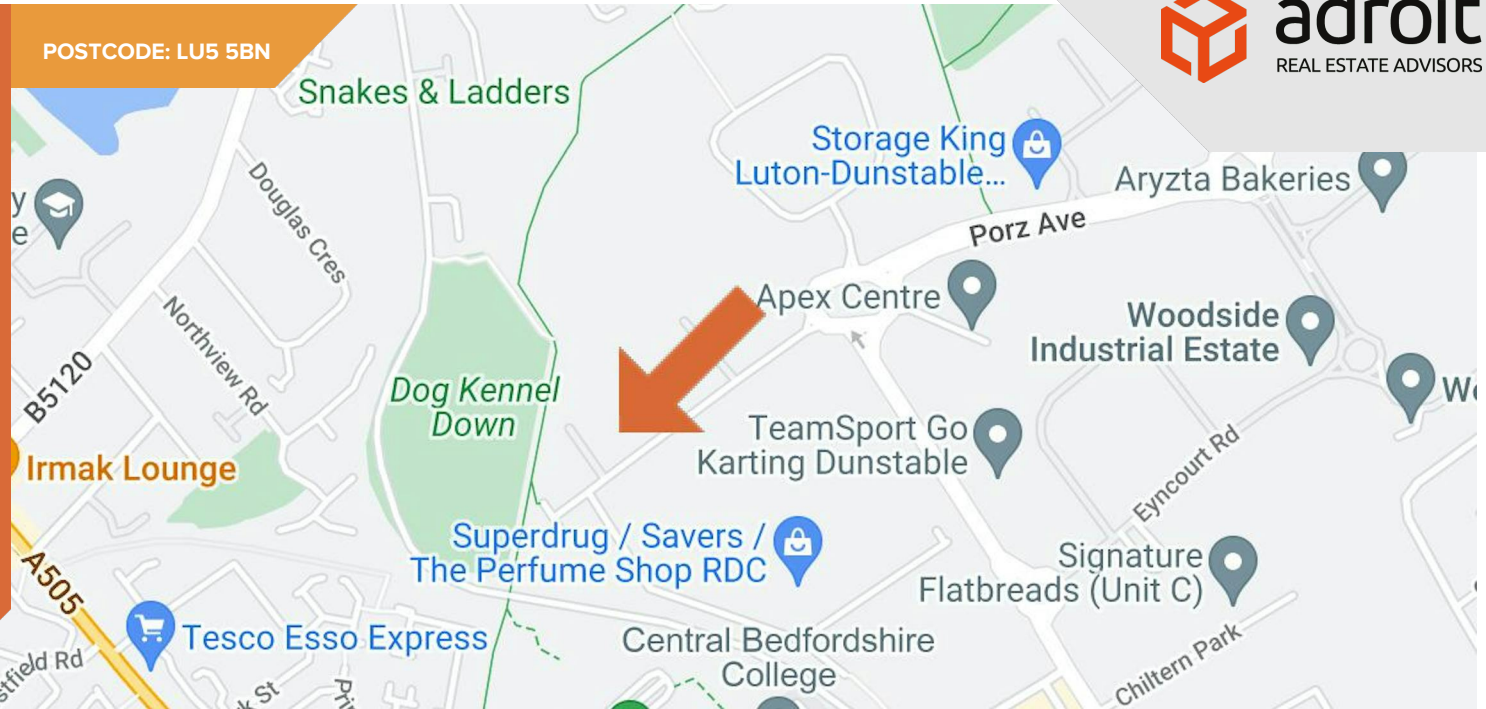 POSTCODE: LU5 5BN
adroit
REAL ESTATE ADVISORS
Snakes & Ladders
Storage King
Luton-Dunstable...
Aryzta Bakeries
Douglas Cres
Porz Ave
Apex Centre
Woodside
Industrial Estate
Northview Rd
B5120
Dog Kennel
Down
TeamSport Go
Karting Dunstable
Eyncourt Rd
Irmak Lounge
Superdrug / Savers /
The Perfume Shop RDC
Signature
Flatbreads (Unit C)
A505
Tesco Esso Express
Central Bedfordshire
College
Chiltern Park
Rd
St